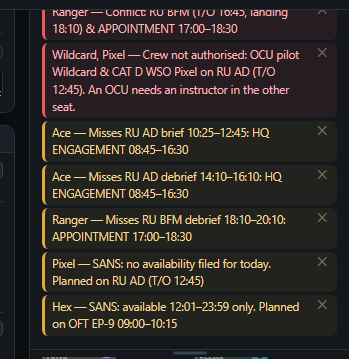 Ranger — Conflict: RU BFM (T/O 16:45, landing
18:10) & APPOINTMENT 17:00–18:30
Wildcard, Pixel — Crew not authorised: OCU pilot
Wildcard & CAT D WSO Pixel on RU AD (T/O
12:45). An OCU needs an instructor in the other
seat.
Ace — Misses RU AD brief 10:25–12:45: HQ
ENGAGEMENT 08:45–16:30
Ace — Misses RU AD debrief 14:10–16:10: HQ
ENGAGEMENT 08:45–16:30
Ranger — Misses RU BFM debrief 18:10–20:10:
APPOINTMENT 17:00–18:30
Pixel — SANS: no availability filed for today.
Planned on RU AD (T/O 12:45)
Hex — SANS: available 12:01–23:59 only. Planned
on OFT EP-9 09:00–10:15